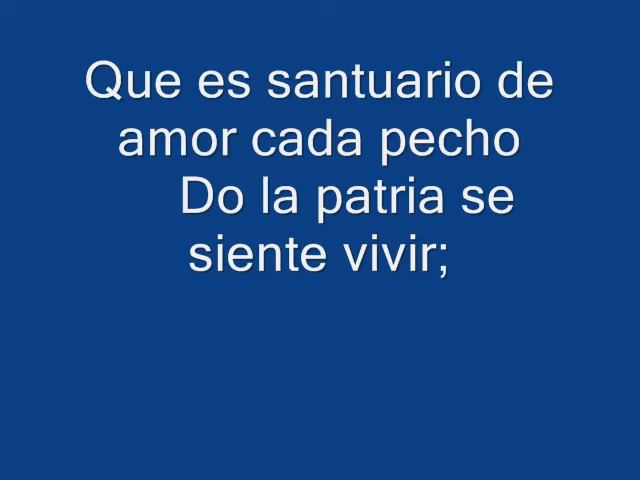 Que es santuario de
amor cada pecho
Do la patria se
siente vivir;